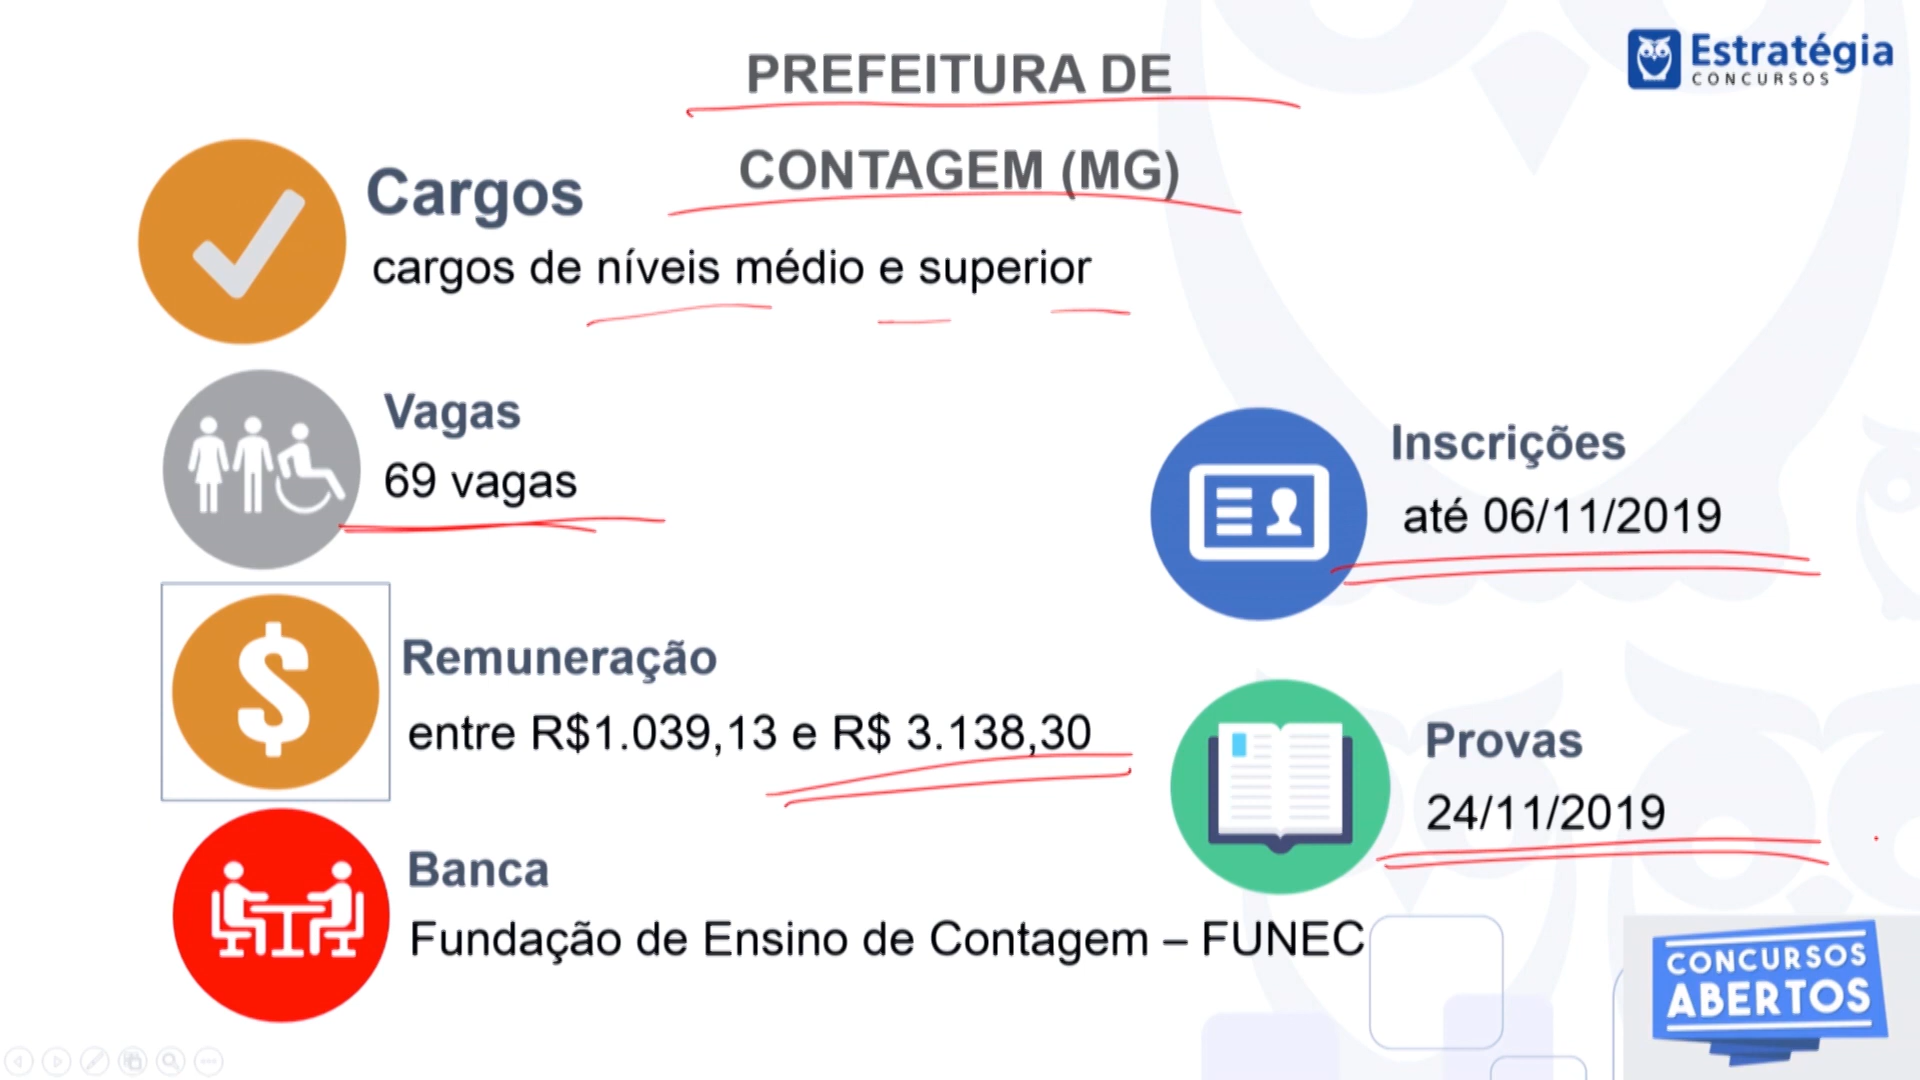 PREFEITURA DE
CONTAGEM (MG)
Estratégia
CONCURSOS
Cargos
cargos de níveis médio e superior
Vagas
69 vagas
Remuneração
entre R$1.039,13 e R$ 3.138,30
Banca
Fundação de Ensino de Contagem – FUNEC
Inscrições
até 06/11/2019
Provas
24/11/2019
CONCURSOS
ABERTOS